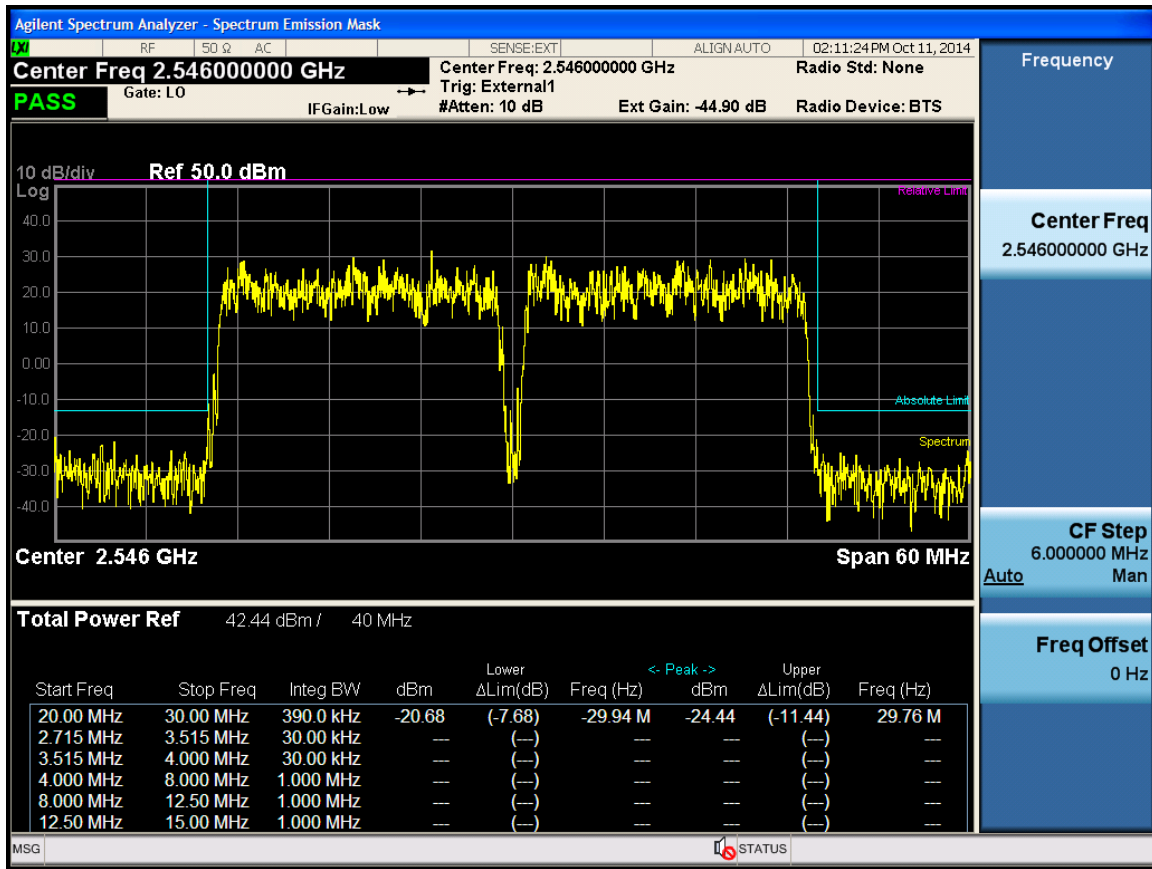 Agilent Spectrum Analyzer - Spectrum Emission Mask
LXI RF 50 Ω AC SENSE:EXT ALIGN AUTO 02:11:24 PM Oct 11, 2014
Center Freq 2.546000000 GHz
Center Freq: 2.546000000 GHz Radio Std: None
PASS Gate: LO Trig: External1
IFGain:Low #Atten: 10 dB Ext Gain: -44.90 dB Radio Device: BTS
10 dB/div Ref 50.0 dBm
Log
Relative Limit
40.0
30.0
20.0
10.0
0.00
-10.0
Absolute Limit
-20.0
Spectrum
-30.0
-40.0
Center 2.546 GHz Span 60 MHz
Total Power Ref 42.44 dBm / 40 MHz
Lower <- Peak -> Upper
Start Freq Stop Freq Integ BW dBm ΔLim(dB) Freq (Hz) dBm ΔLim(dB) Freq (Hz)
20.00 MHz 30.00 MHz 390.0 kHz -20.68 (-7.68) -29.94 M -24.44 (-11.44) 29.76 M
2.715 MHz 3.515 MHz 30.00 kHz --- (---) --- --- (---) ---
3.515 MHz 4.000 MHz 30.00 kHz --- (---) --- --- (---) ---
4.000 MHz 8.000 MHz 1.000 MHz --- (---) --- --- (---) ---
8.000 MHz 12.50 MHz 1.000 MHz --- (---) --- --- (---) ---
12.50 MHz 15.00 MHz 1.000 MHz --- (---) --- --- (---) ---
MSG STATUS
Frequency
Center Freq
2.546000000 GHz
CF Step
6.000000 MHz
Auto Man
Freq Offset
0 Hz